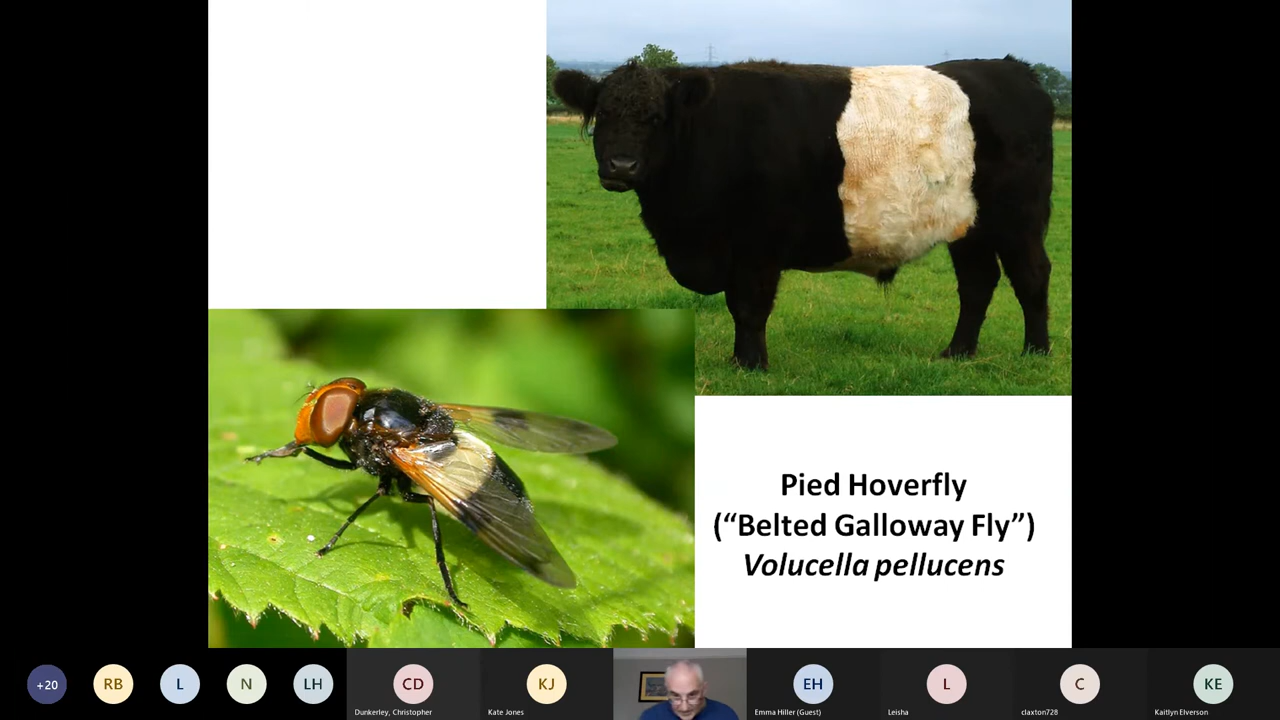 Pied Hoverfly
(“Belted Galloway Fly”)
Volucella pellucens
+20
RB
L
N
LH
CD
KJ
EH
L
C
KE
Dunkerley, Christopher
Kate Jones
Emma Hiller (Guest)
Leisha
claxton728
Kaitlyn Elverson